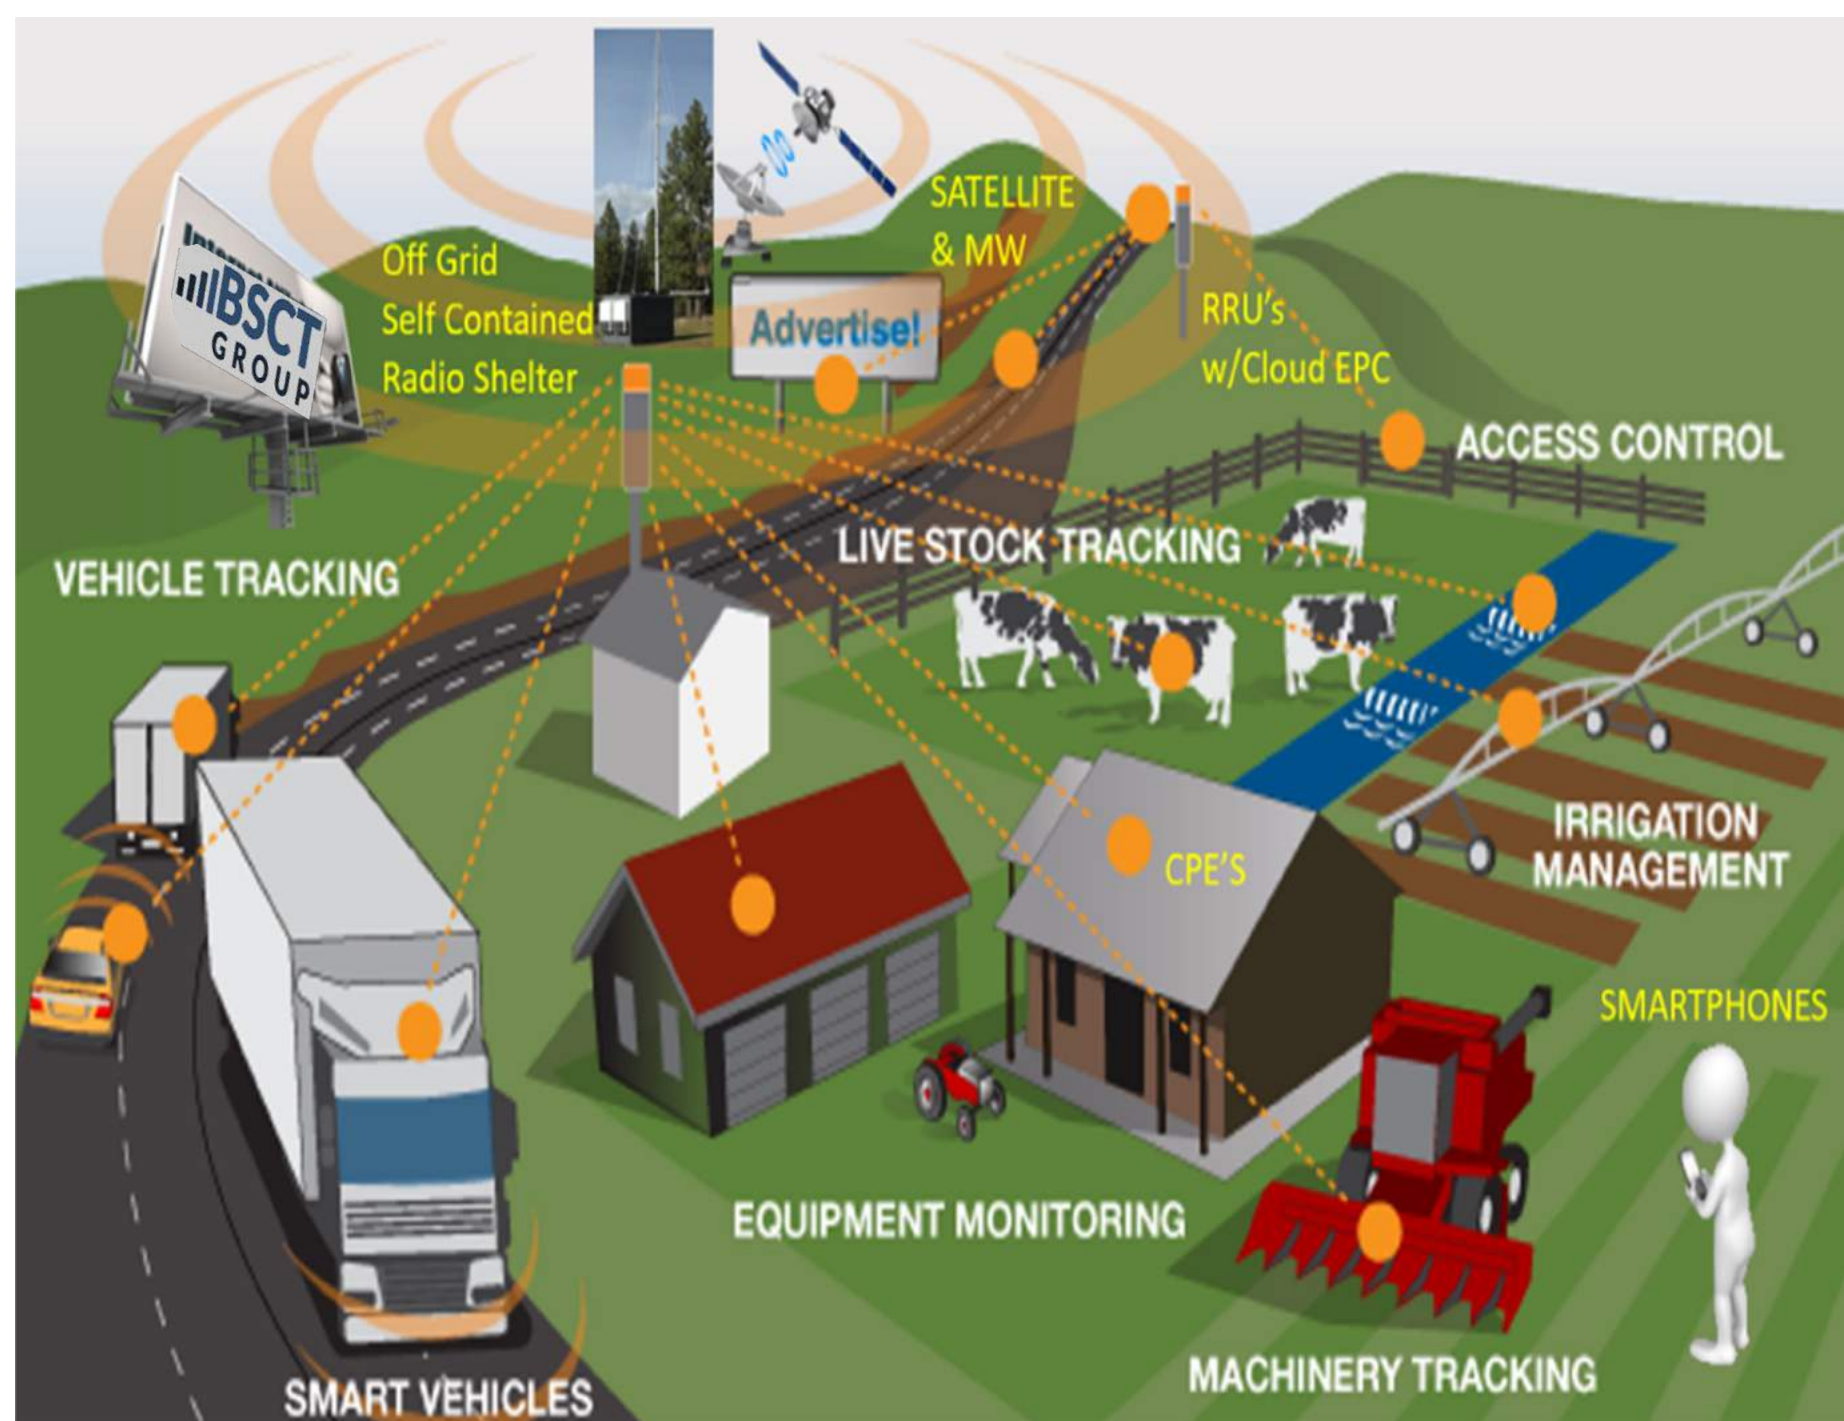 BSCT
GROUP
Off Grid
Self Contained
Radio Shelter
SATELLITE
& MW
Advertise!
RRU's
w/Cloud EPC
ACCESS CONTROL
LIVE STOCK TRACKING
VEHICLE TRACKING
IRRIGATION
MANAGEMENT
CPE'S
SMARTPHONES
EQUIPMENT MONITORING
MACHINERY TRACKING
SMART VEHICLES